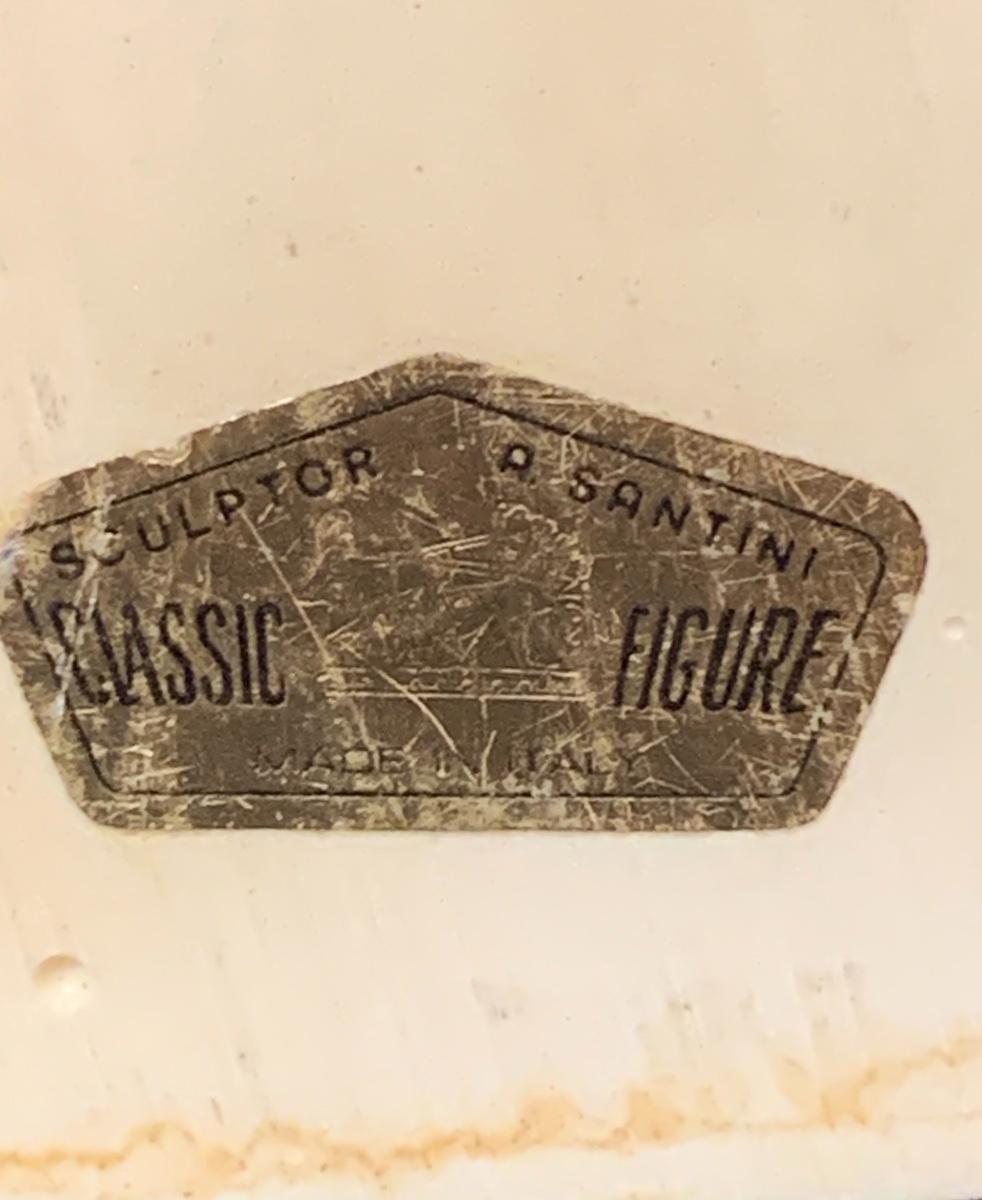 SCULPTOR A. SANTINI
CLASSIC FIGURE
MADE IN ITALY